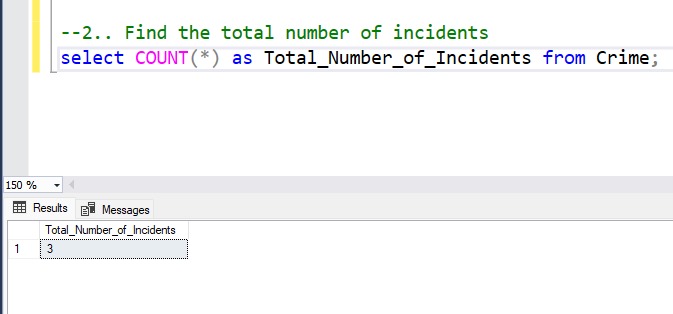 --2.. Find the total number of incidents
select COUNT(*) as Total_Number_of_Incidents from Crime;
150 %
Results Messages
Total_Number_of_Incidents
1 3